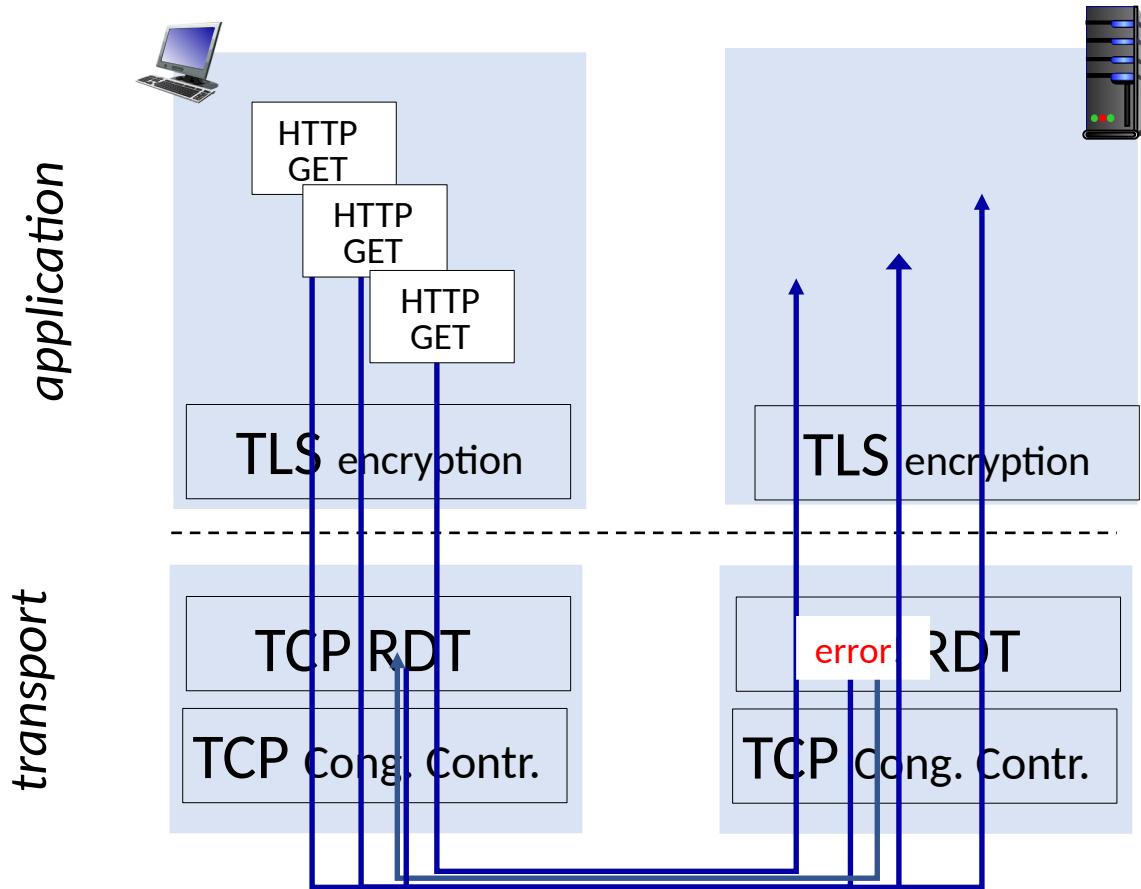 HTTP
GET
HTTP
GET
HTTP
GET
application
TLS encryption
TLS encryption
transport
TCP RDT
error!
RDT
TCP Cong. Contr.
TCP Cong. Contr.